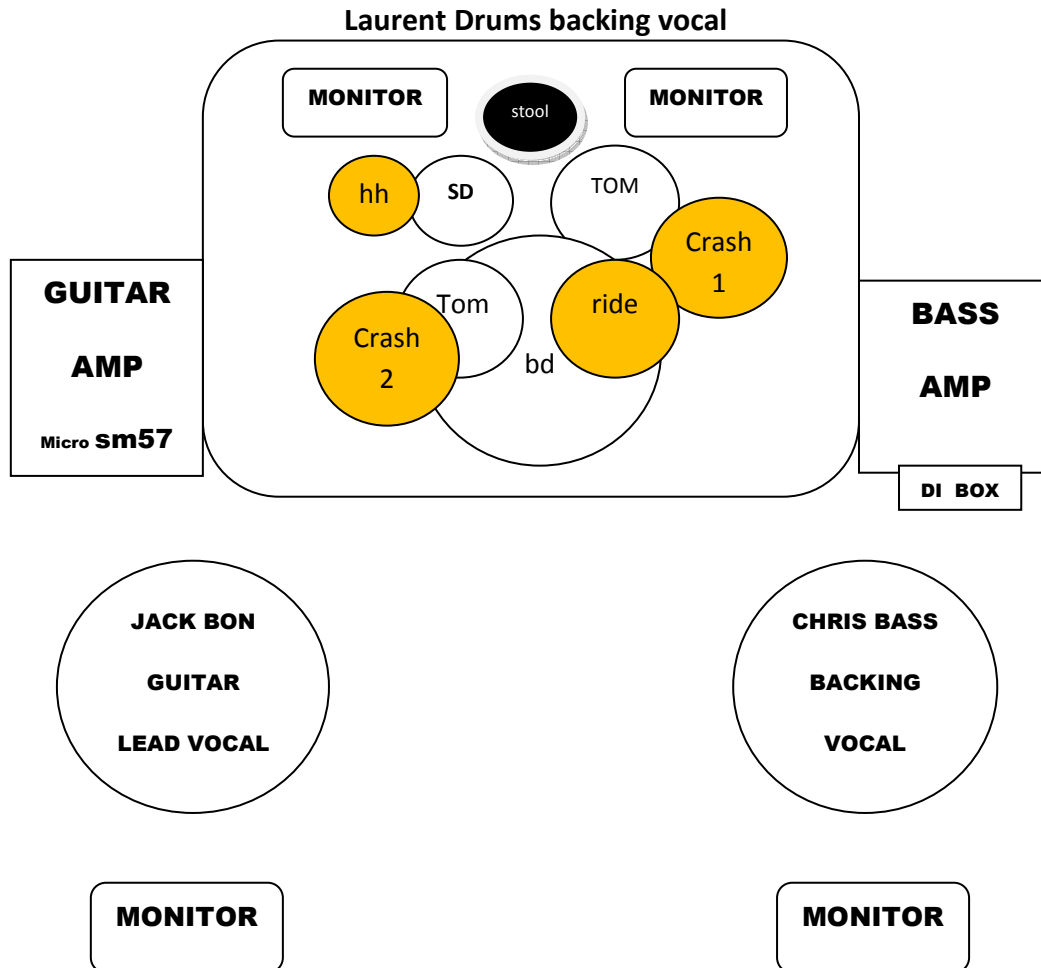 Laurent Drums backing vocal
MONITOR
stool
MONITOR
hh
SD
TOM
Crash
1
GUITAR
AMP
Micro sm57
Tom
ride
Crash
2
bd
BASS
AMP
DI BOX
JACK BON
GUITAR
LEAD VOCAL
CHRIS BASS
BACKING
VOCAL
MONITOR
MONITOR